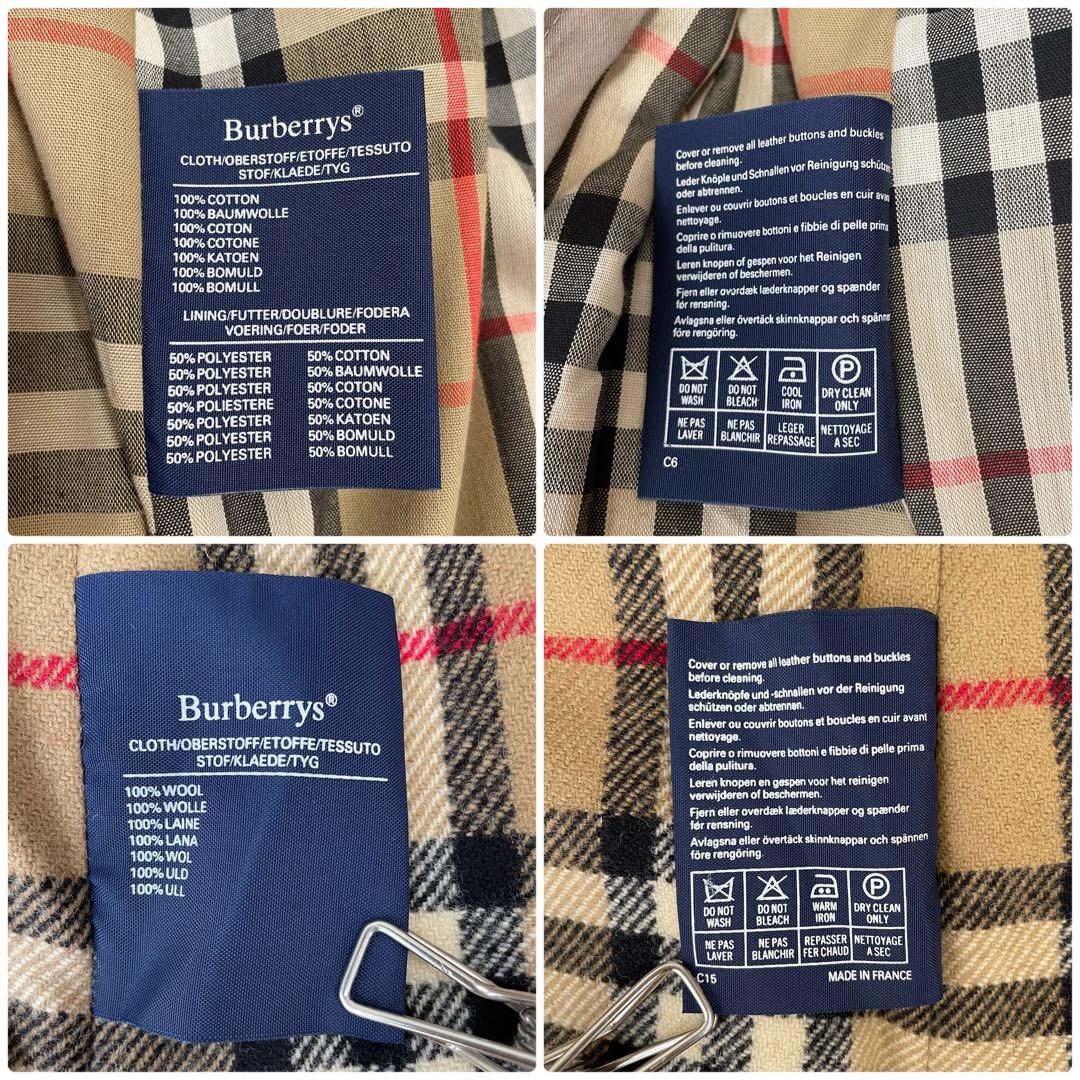 Burberrys®
CLOTH/OBERSTOFF/ETOFFE/TESSUTO
STOF/KLAEDE/TYG
100% COTTON
100% BAUMWOLLE
100% COTON
100% COTONE
100% KATOEN
100% BOMULD
100% BOMULL
LINING/FUTTER/DOUBLURE/FODERA
VOERING/FOER/FODER
50% POLYESTER 50% COTTON
50% POLYESTER 50% BAUMWOLLE
50% POLYESTER 50% COTON
50% POLIESTERE 50% COTONE
50% POLYESTER 50% KATOEN
50% POLYESTER 50% BOMULD
50% POLYESTER 50% BOMULL
Cover or remove all leather buttons and buckles
before cleaning.
Leder Knöple und Schnallen vor Reinigung schützen
oder abtrennen.
Enlever ou couvrir boutons et boucles en cuir avan
nettoyage.
Coprire o rimuovere bottoni e fibbie di pelle prima
della pulitura.
Leren knopen of gespen voor het Reinigen
verwijderen of beschermen.
Fjern eller overdæk læderknapper og spænder
før rensning.
Avlagsna eller övertäck skinnknappar och spänn
före rengöring.
DO NOT WASH
DO NOT BLEACH
COOL IRON
P
DRY CLEAN ONLY
NE PAS LAVER
NE PAS BLANCHIR
LEGER REPASSAGE
NETTOYAGE A SEC
C6
Burberrys®
CLOTH/OBERSTOFF/ETOFFE/TESSUTO
STOF/KLAEDE/TYG
100% WOOL
100% WOLLE
100% LAINE
100% LANA
100% WOL
100% ULD
100% ULL
Cover or remove all leather buttons and buckles
before cleaning.
Lederknöpfe und -schnallen vor der Reinigung
schützen oder abtrennen.
Enlever ou couvrir boutons et boucles en cuir avant
nettoyage.
Coprire o rimuovere bottoni e fibbie di pelle prima
della pulitura.
Leren knopen en gespen voor het reinigen
verwijderen of beschermen.
Fjern eller overdæk læderknapper og spænder
før rensning.
Avlagsna eller övertäck skinnknappar och spännen
före rengöring.
DO NOT WASH
DO NOT BLEACH
WARM IRON
P
DRY CLEAN ONLY
NE PAS LAVER
NE PAS BLANCHIR
REPASSER FER CHAUD
NETTOYAGE A SEC
C15 MADE IN FRANCE